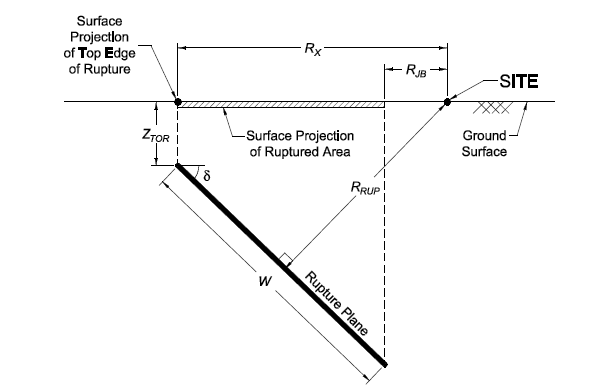 Surface
Projection
of Top Edge
of Rupture
R_X
R_JB
SITE
Z_TOR
Surface Projection
of Ruptured Area
Ground
Surface
δ
R_RUP
W
Rupture Plane